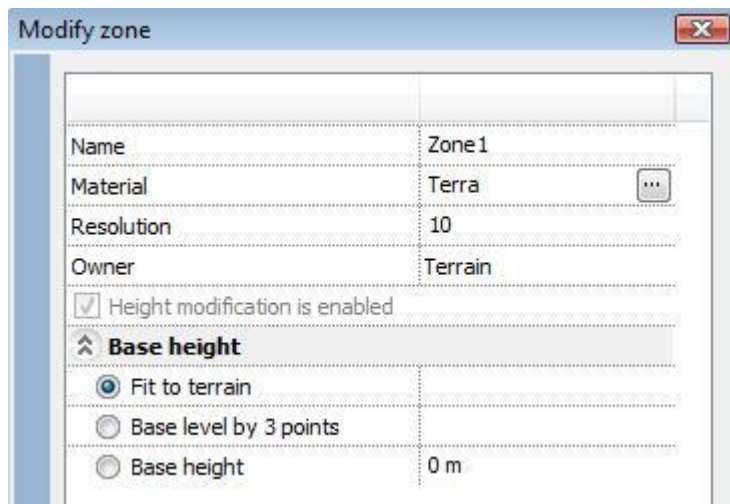 Modify zone
Name Zone1
Material Terra ...
Resolution 10
Owner Terrain
Height modification is enabled
Base height
Fit to terrain
Base level by 3 points
Base height 0 m